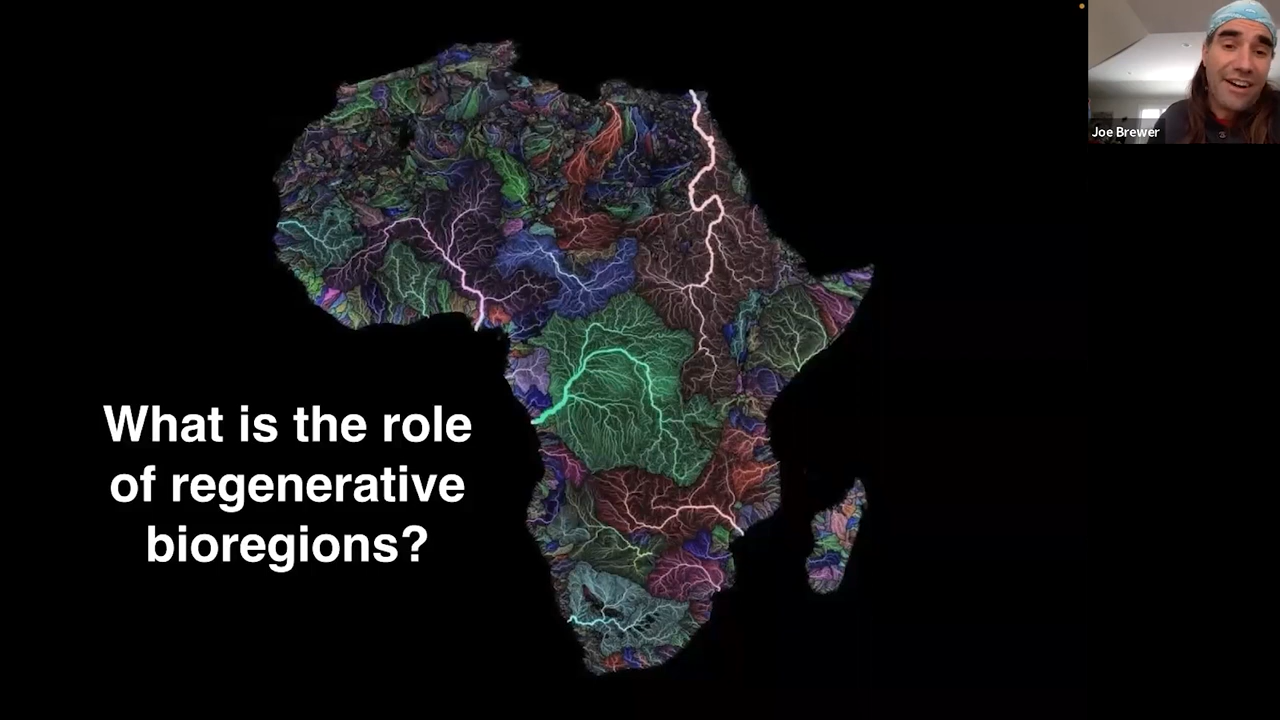 Joe Brewer
What is the role
of regenerative
bioregions?